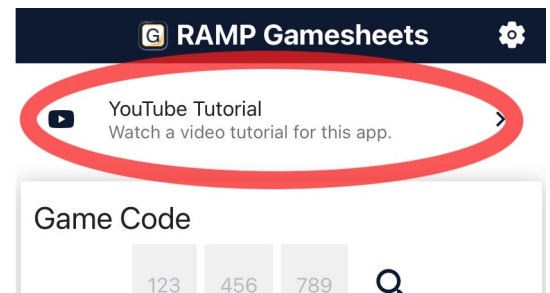 G RAMP Gamesheets
YouTube Tutorial
Watch a video tutorial for this app.
Game Code
123 456 789